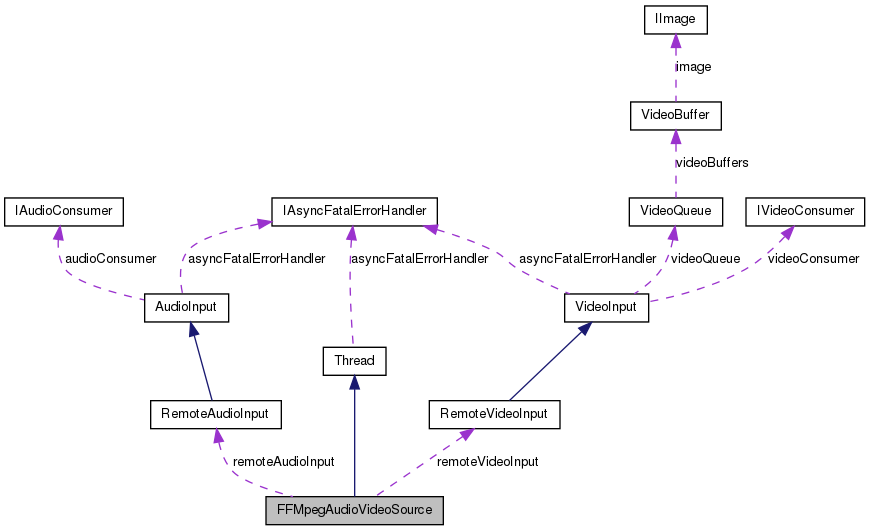 IImage
image
VideoBuffer
videoBuffers
IAudioConsumer
IAsyncFatalErrorHandler
VideoQueue
IVideoConsumer
audioConsumer
asyncFatalErrorHandler
asyncFatalErrorHandler
asyncFatalErrorHandler
videoQueue
videoConsumer
AudioInput
VideoInput
Thread
RemoteAudioInput
RemoteVideoInput
remoteAudioInput
remoteVideoInput
FFMpegAudioVideoSource